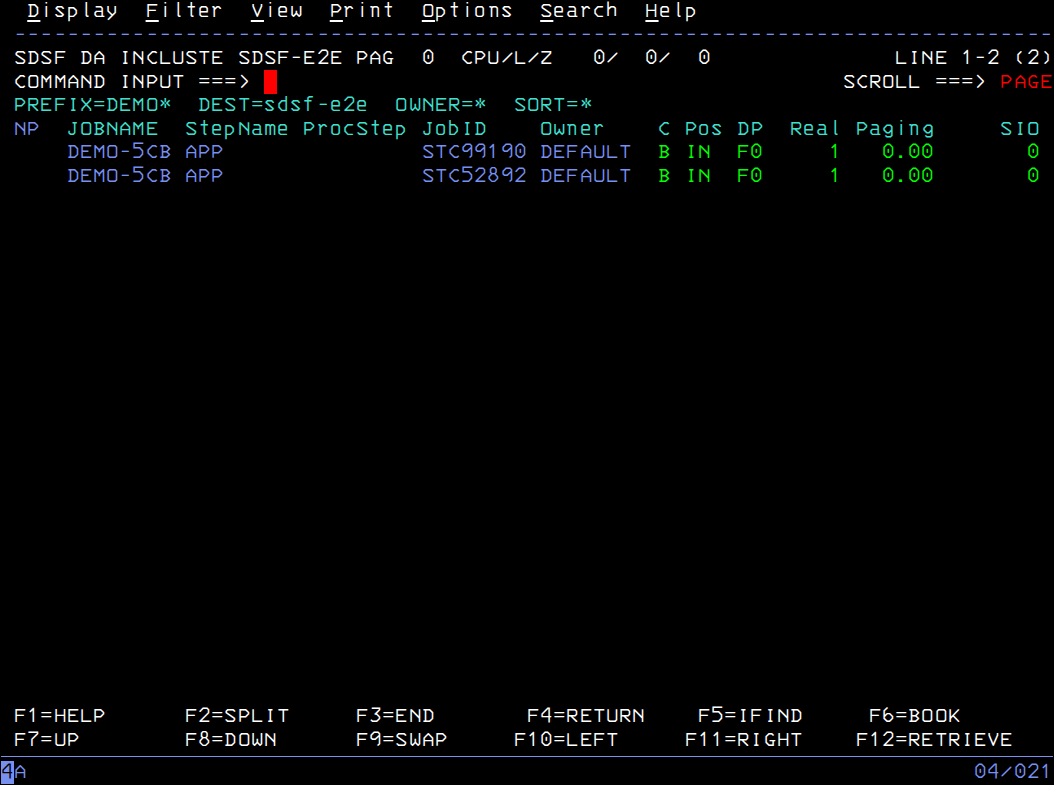 Display Filter View Print Options Search Help
SDSF DA INCLUSTE SDSF-E2E PAG 0 CPU/L/Z 0/ 0/ 0 LINE 1-2 (2)
COMMAND INPUT ===> SCROLL ===> PAGE
PREFIX=DEMO* DEST=sdsf-e2e OWNER=* SORT=*
NP JOBNAME StepName ProcStep JobID Owner C Pos DP Real Paging SIO
DEMO-5CB APP STC99190 DEFAULT B IN F0 1 0.00 0
DEMO-5CB APP STC52892 DEFAULT B IN F0 1 0.00 0
F1=HELP F2=SPLIT F3=END F4=RETURN F5=IFIND F6=BOOK
F7=UP F8=DOWN F9=SWAP F10=LEFT F11=RIGHT F12=RETRIEVE
4A 04/021